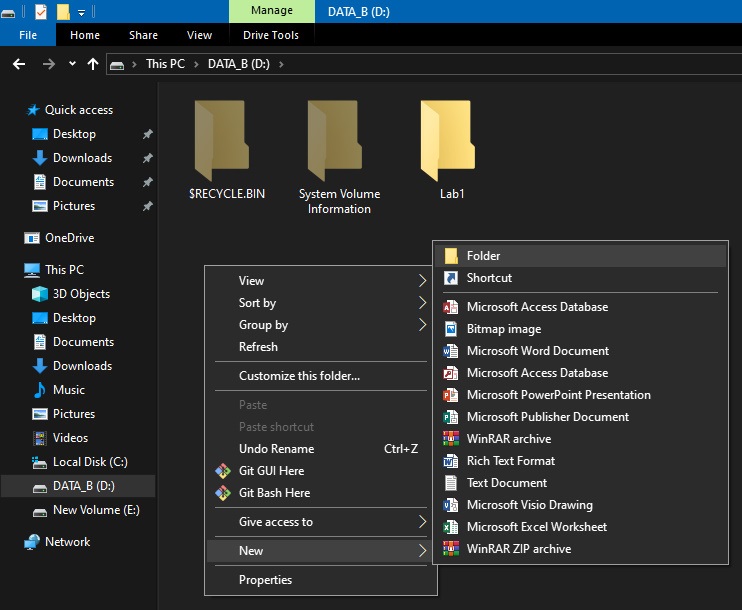 Manage
DATA_B (D:)
File
Home
Share
View
Drive Tools
This PC
DATA_B (D:)
Quick access
Desktop
Downloads
Documents
Pictures
OneDrive
This PC
3D Objects
Desktop
Documents
Downloads
Music
Pictures
Videos
Local Disk (C:)
DATA_B (D:)
New Volume (E:)
Network
$RECYCLE.BIN
System Volume
Information
Lab1
View
Sort by
Group by
Refresh
Customize this folder...
Paste
Paste shortcut
Undo Rename Ctrl+Z
Git GUI Here
Git Bash Here
Give access to
New
Properties
Folder
Shortcut
Microsoft Access Database
Bitmap image
Microsoft Word Document
Microsoft Access Database
Microsoft PowerPoint Presentation
Microsoft Publisher Document
WinRAR archive
Rich Text Format
Text Document
Microsoft Visio Drawing
Microsoft Excel Worksheet
WinRAR ZIP archive